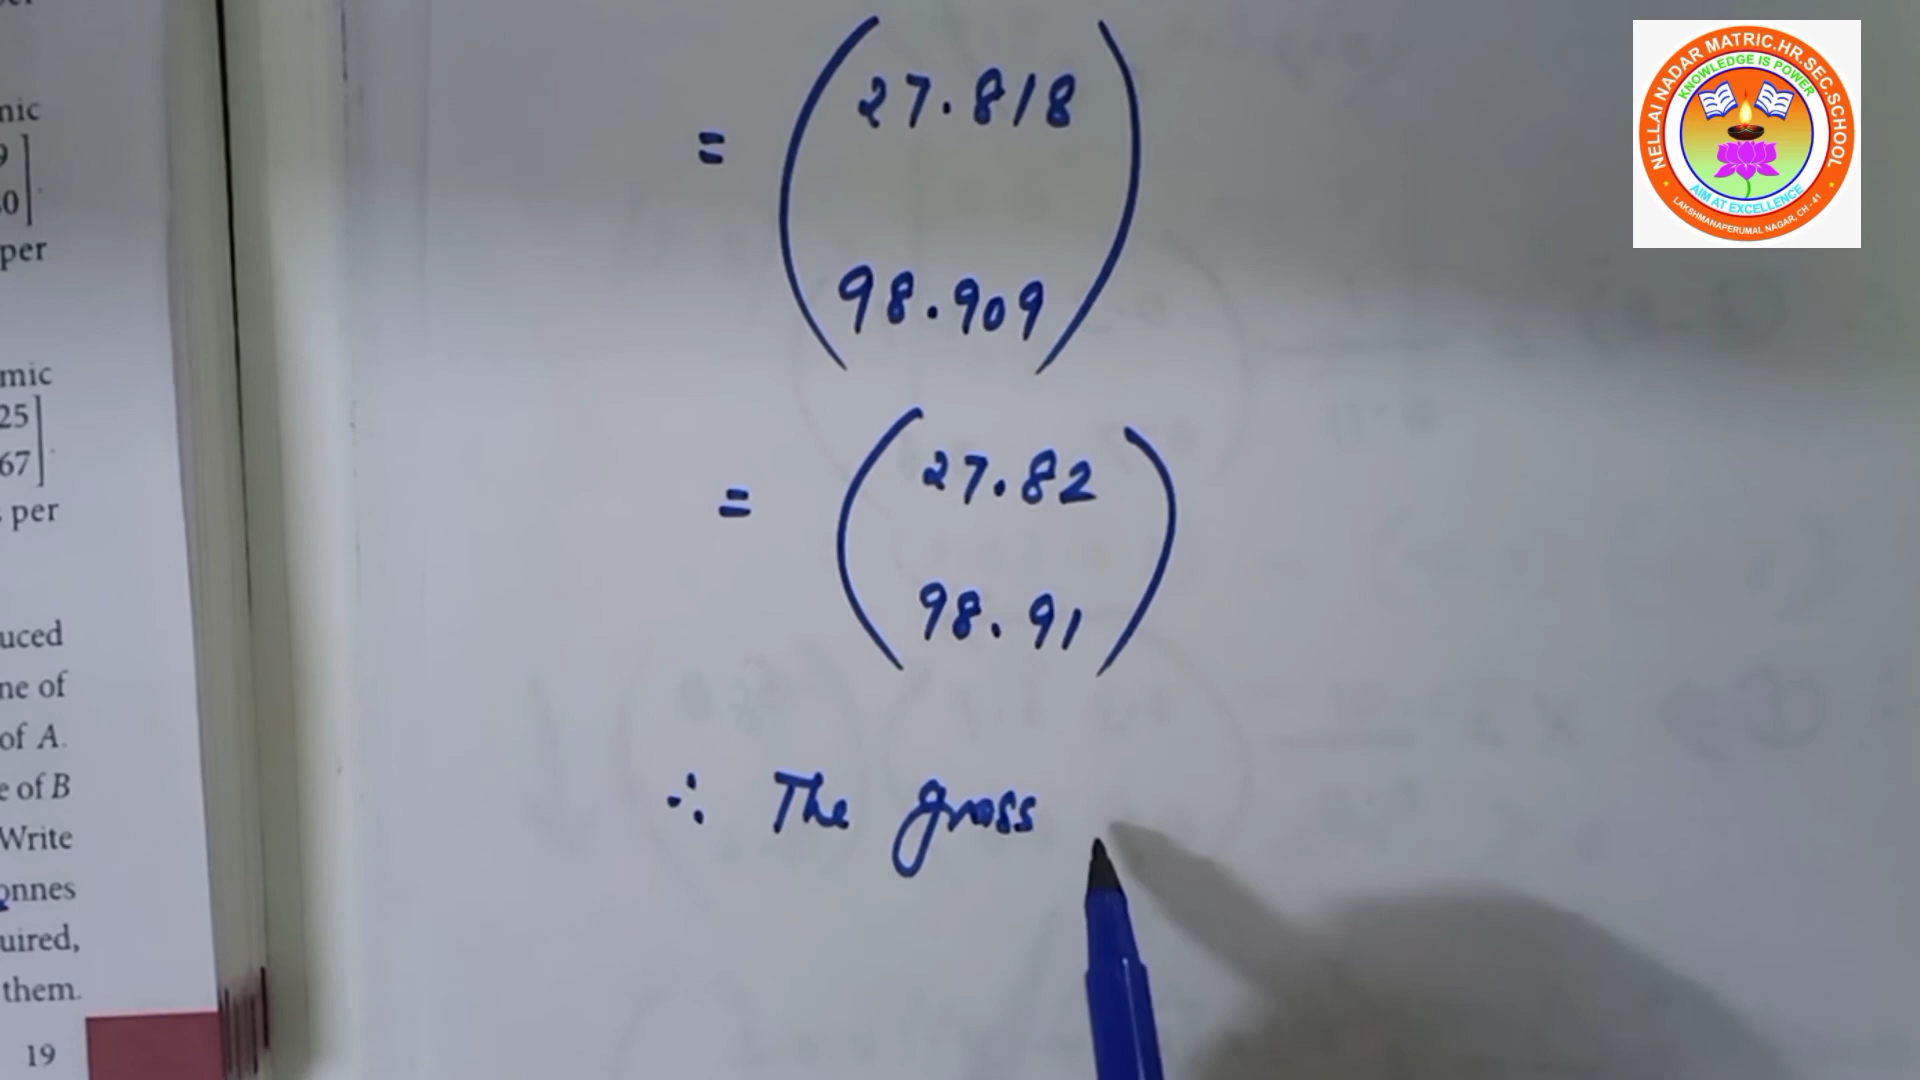 nic
9
0
per
mic
25
67
per
uced
ne of
of A.
e of B
Write
onnes
uired,
them.
19
= ( 27.818
98.909 )
= ( 27.82
98.91 )
∴ The gross
NELLAI NADAR MATRIC.HR.SEC.SCHOOL
KNOWLEDGE IS POWER
AIM AT EXCELLENCE
LAKSHMANAPERUMAL NAGAR, CH - 41